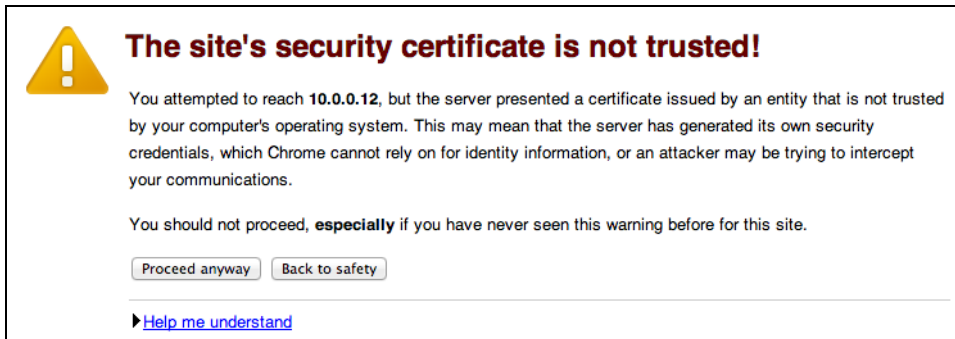 The site's security certificate is not trusted!
You attempted to reach 10.0.0.12, but the server presented a certificate issued by an entity that is not trusted
by your computer's operating system. This may mean that the server has generated its own security
credentials, which Chrome cannot rely on for identity information, or an attacker may be trying to intercept
your communications.
You should not proceed, especially if you have never seen this warning before for this site.
Proceed anyway Back to safety
Help me understand